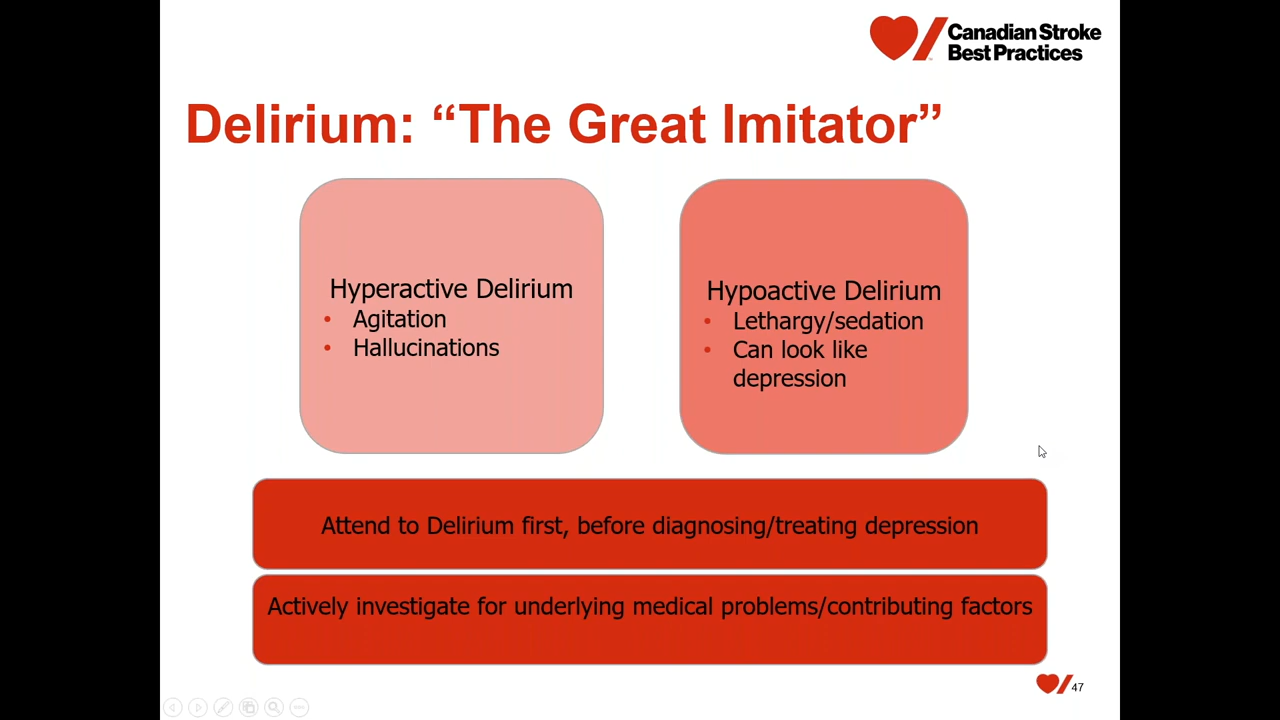 Canadian Stroke
Best Practices
Delirium: “The Great Imitator”
Hyperactive Delirium
• Agitation
• Hallucinations
Hypoactive Delirium
• Lethargy/sedation
• Can look like
depression
Attend to Delirium first, before diagnosing/treating depression
Actively investigate for underlying medical problems/contributing factors
47